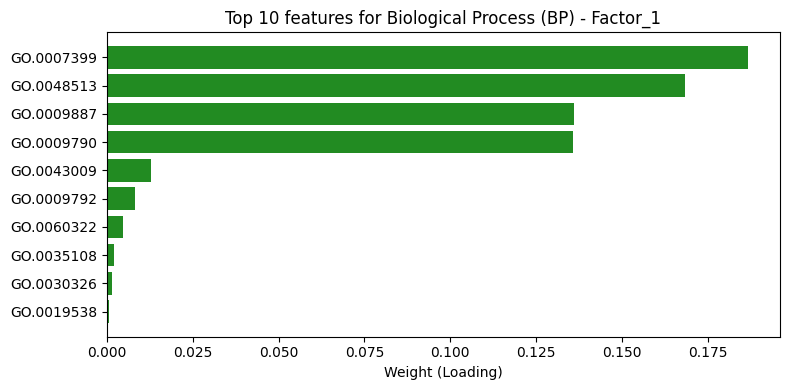 Top 10 features for Biological Process (BP) - Factor_1
GO.0007399
GO.0048513
GO.0009887
GO.0009790
GO.0043009
GO.0009792
GO.0060322
GO.0035108
GO.0030326
GO.0019538
0.000 0.025 0.050 0.075 0.100 0.125 0.150 0.175
Weight (Loading)